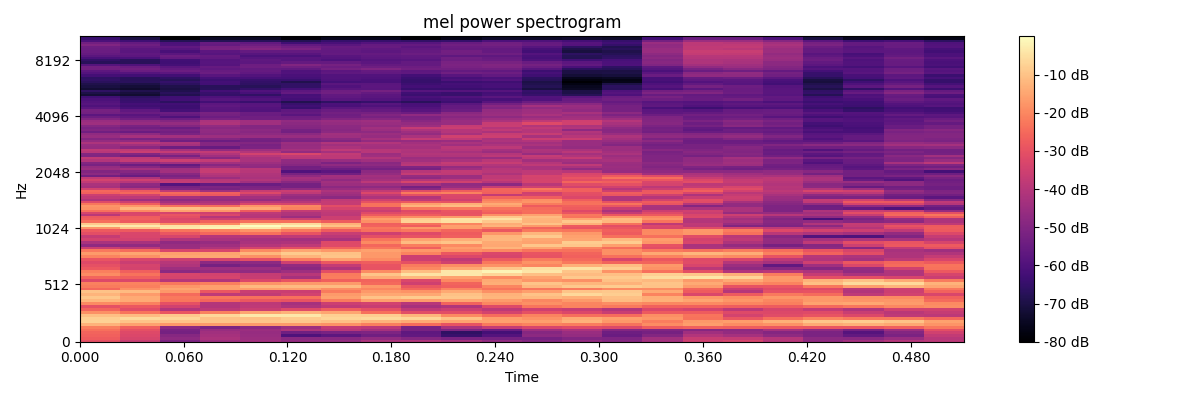 mel power spectrogram
Hz
8192
4096
2048
1024
512
0
0.000 0.060 0.120 0.180 0.240 0.300 0.360 0.420 0.480
Time
-10 dB
-20 dB
-30 dB
-40 dB
-50 dB
-60 dB
-70 dB
-80 dB